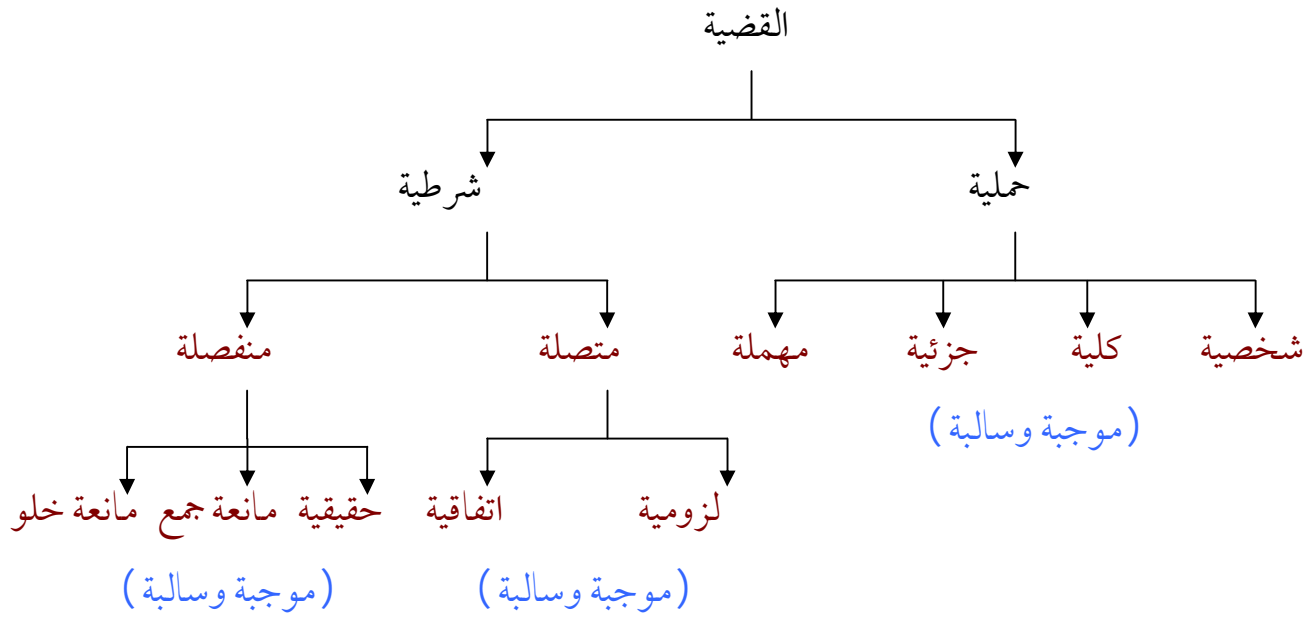 القضية
حملية شرطية
شخصية كلية جزئية مهملة متصلة منفصلة
(موجبة وسالبة)
لزومية اتفاقية حقيقية مانعة جمع مانعة خلو
(موجبة وسالبة) (موجبة وسالبة)